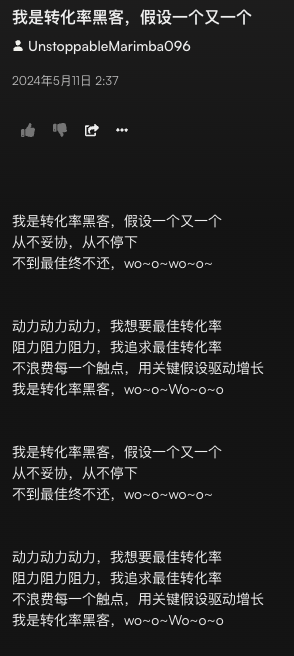 我是转化率黑客，假设一个又一个
UnstoppableMarimba096
2024年5月11日 2:37
我是转化率黑客，假设一个又一个
从不妥协，从不停下
不到最佳终不还，wo~o~wo~o~
动力动力动力，我想要最佳转化率
阻力阻力阻力，我追求最佳转化率
不浪费每一个触点，用关键假设驱动增长
我是转化率黑客，wo~o~Wo~o~o
我是转化率黑客，假设一个又一个
从不妥协，从不停下
不到最佳终不还，wo~o~wo~o~
动力动力动力，我想要最佳转化率
阻力阻力阻力，我追求最佳转化率
不浪费每一个触点，用关键假设驱动增长
我是转化率黑客，wo~o~Wo~o~o